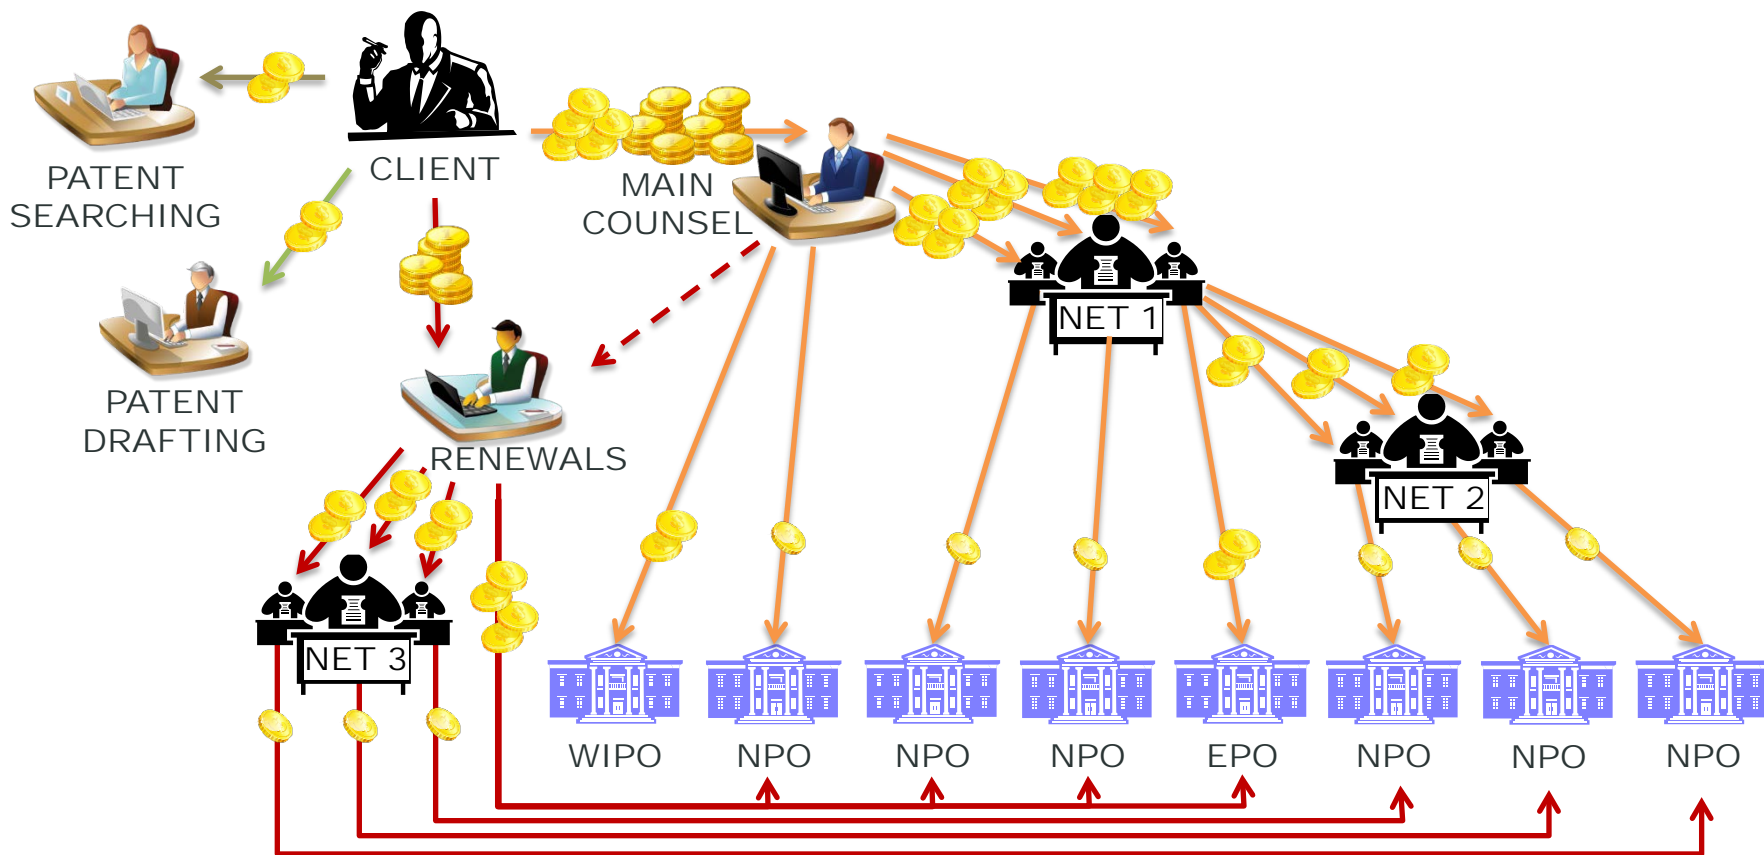 CLIENT
PATENT
SEARCHING
MAIN
COUNSEL
NET 1
PATENT
DRAFTING
RENEWALS
NET 2
NET 3
WIPO
NPO
NPO
NPO
EPO
NPO
NPO
NPO